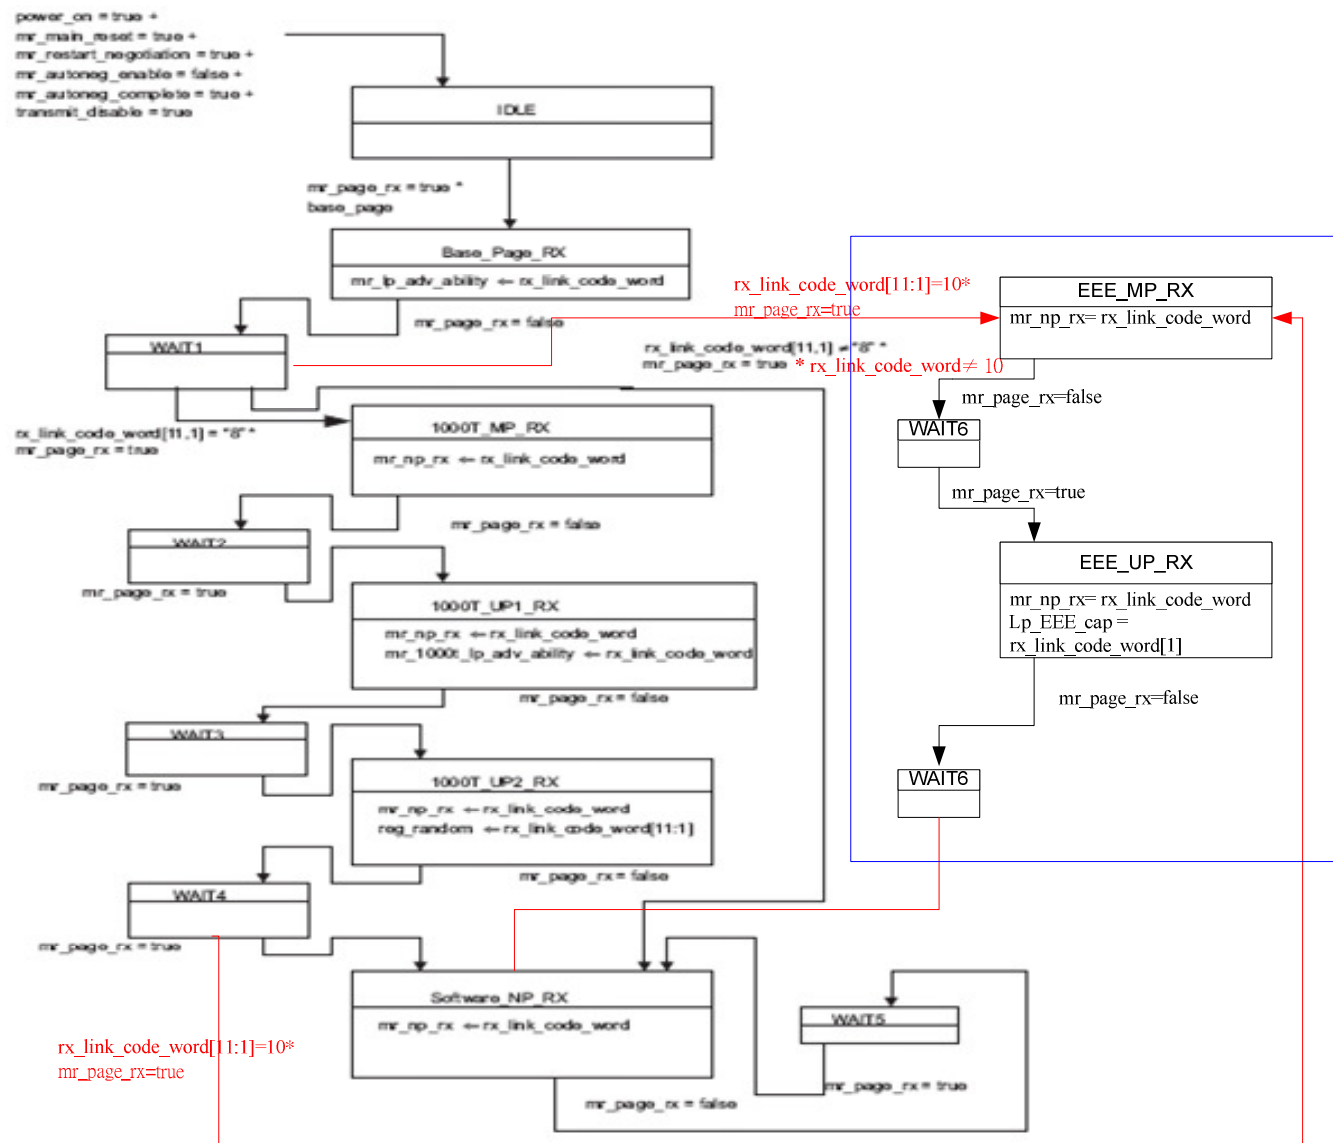 power_on = true +
mr_main_reset = true +
mr_restart_negotiation = true +
mr_autoneg_enable = false +
mr_autoneg_complete = true +
transmit_disable = true
IDLE
mr_page_rx = true *
base_page
Base_Page_RX
mr_lp_adv_ability ⇐ rx_link_code_word
mr_page_rx = false
WAIT1
rx_link_code_word[11:1]=10*
mr_page_rx=true
rx_link_code_word[11,1] ≠ "8" *
mr_page_rx = true * rx_link_code_word≠ 10
EEE_MP_RX
mr_np_rx= rx_link_code_word
mr_page_rx=false
WAIT6
mr_page_rx=true
EEE_UP_RX
mr_np_rx= rx_link_code_word
Lp_EEE_cap =
rx_link_code_word[1]
mr_page_rx=false
WAIT6
rx_link_code_word[11,1] = "8" *
mr_page_rx = true
1000T_MP_RX
mr_np_rx ⇐ rx_link_code_word
mr_page_rx = false
WAIT2
mr_page_rx = true
1000T_UP1_RX
mr_np_rx ⇐ rx_link_code_word
mr_1000t_lp_adv_ability ⇐ rx_link_code_word
mr_page_rx = false
WAIT3
mr_page_rx = true
1000T_UP2_RX
mr_np_rx ⇐ rx_link_code_word
reg_random ⇐ rx_link_code_word[11:1]
mr_page_rx = false
WAIT4
mr_page_rx = true
Software_NP_RX
mr_np_rx ⇐ rx_link_code_word
WAIT5
mr_page_rx = true
mr_page_rx = false
rx_link_code_word[11:1]=10*
mr_page_rx=true